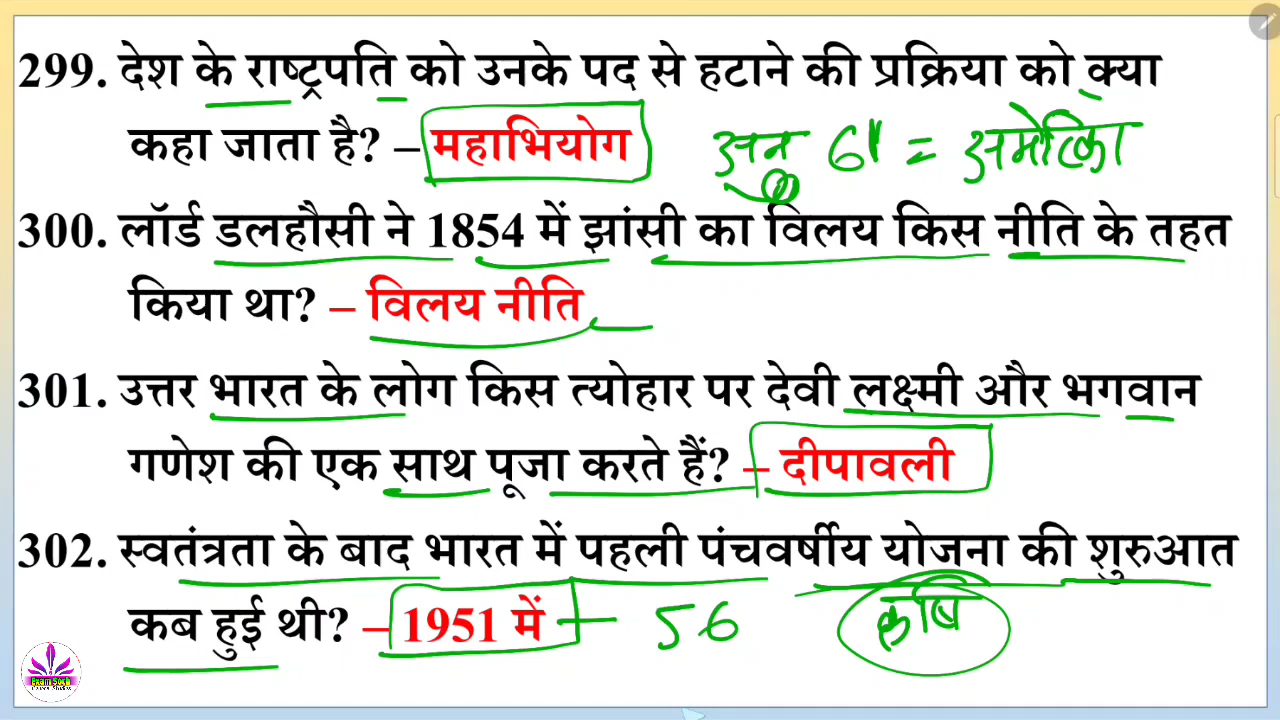 299. देश के राष्ट्रपति को उनके पद से हटाने की प्रक्रिया को क्या
कहा जाता है? – महाभियोग अनु 61 = अमेरिका
300. लॉर्ड डलहौसी ने 1854 में झांसी का विलय किस नीति के तहत
किया था? – विलय नीति
301. उत्तर भारत के लोग किस त्योहार पर देवी लक्ष्मी और भगवान
गणेश की एक साथ पूजा करते हैं? – दीपावली
302. स्वतंत्रता के बाद भारत में पहली पंचवर्षीय योजना की शुरुआत
कब हुई थी? – 1951 में – 56
Exam Soch